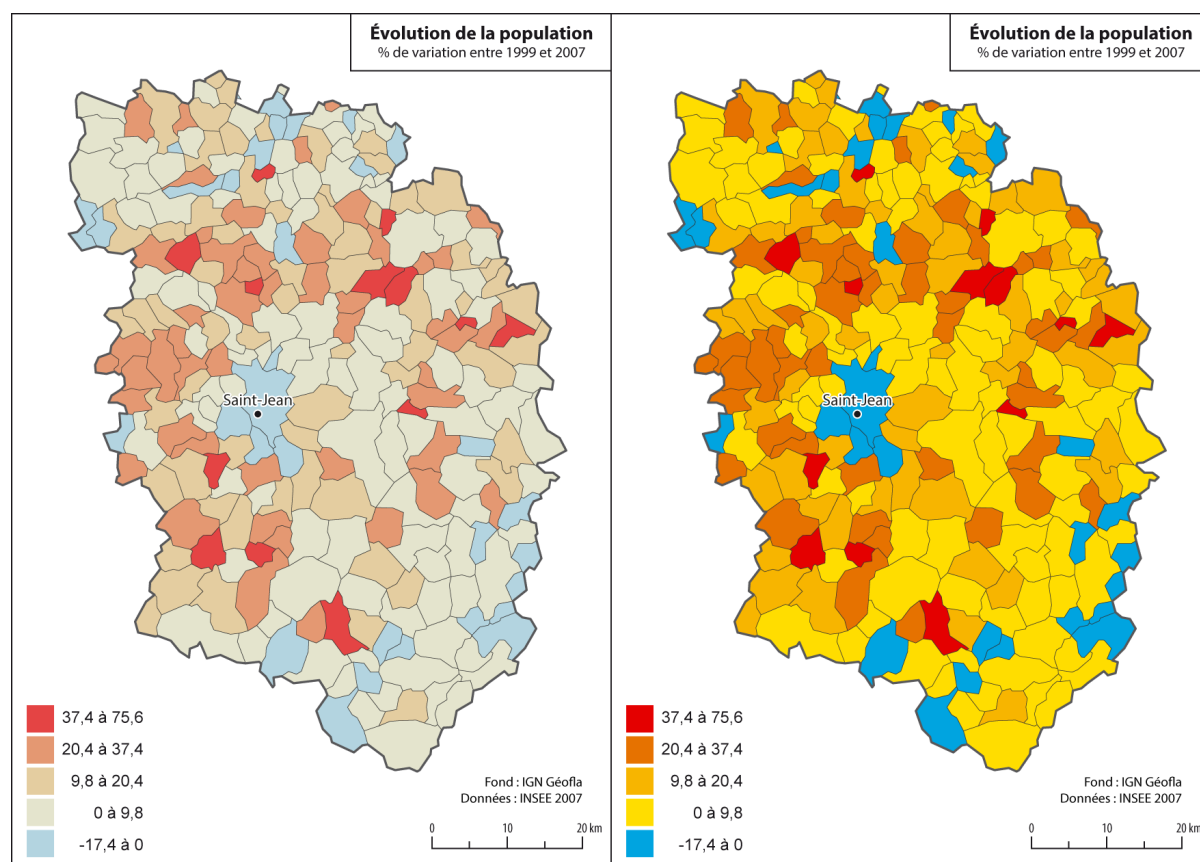 Évolution de la population
% de variation entre 1999 et 2007
Saint-Jean
37,4 à 75,6
20,4 à 37,4
9,8 à 20,4
0 à 9,8
-17,4 à 0
Fond : IGN Géofla
Données : INSEE 2007
0 10 20 km
Évolution de la population
% de variation entre 1999 et 2007
Saint-Jean
37,4 à 75,6
20,4 à 37,4
9,8 à 20,4
0 à 9,8
-17,4 à 0
Fond : IGN Géofla
Données : INSEE 2007
0 10 20 km